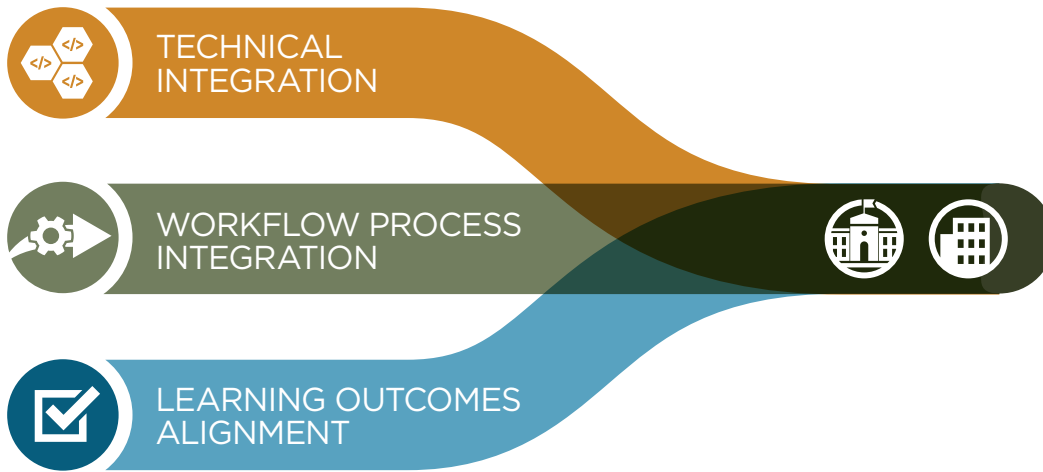 </>
</>
</>
TECHNICAL
INTEGRATION
WORKFLOW PROCESS
INTEGRATION
LEARNING OUTCOMES
ALIGNMENT